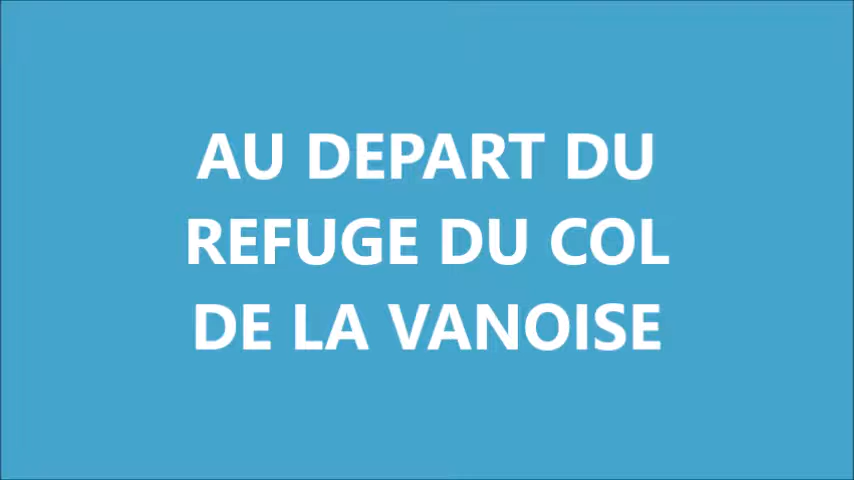 AU DEPART DU
REFUGE DU COL
DE LA VANOISE